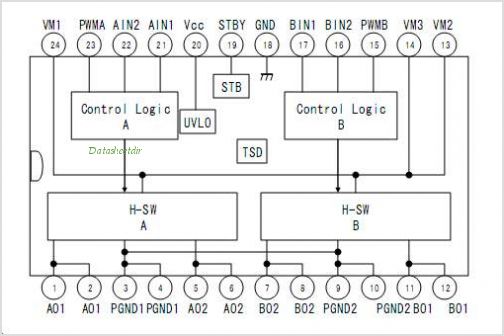 VM1 PWMA AIN2 AIN1 Vcc STBY GND BIN1 BIN2 PWMB VM3 VM2
24 23 22 21 20 19 18 17 16 15 14 13
STB
Control Logic
A
Control Logic
B
UVLO
Datasheetdir
TSD
H-SW
A
H-SW
B
1 2 3 4 5 6 7 8 9 10 11 12
AO1 AO1 PGND1 PGND1 AO2 AO2 BO2 BO2 PGND2 PGND2 BO1 BO1